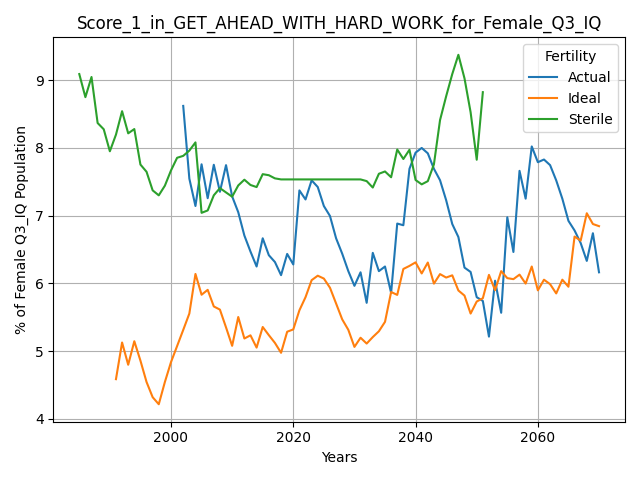 Score_1_in_GET_AHEAD_WITH_HARD_WORK_for_Female_Q3_IQ
Fertility
Actual
Ideal
Sterile
% of Female Q3_IQ Population
9
8
7
6
5
4
2000 2020 2040 2060
Years